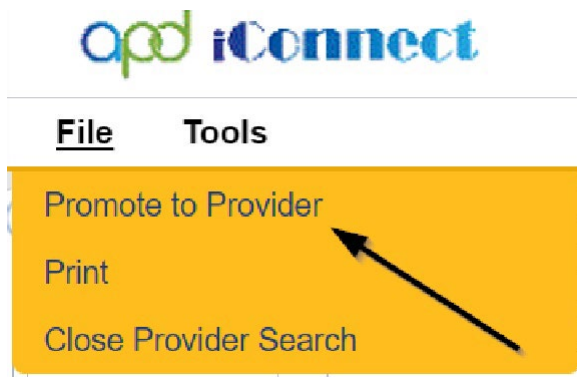 apd iConnect
File Tools
Promote to Provider
Print
Close Provider Search